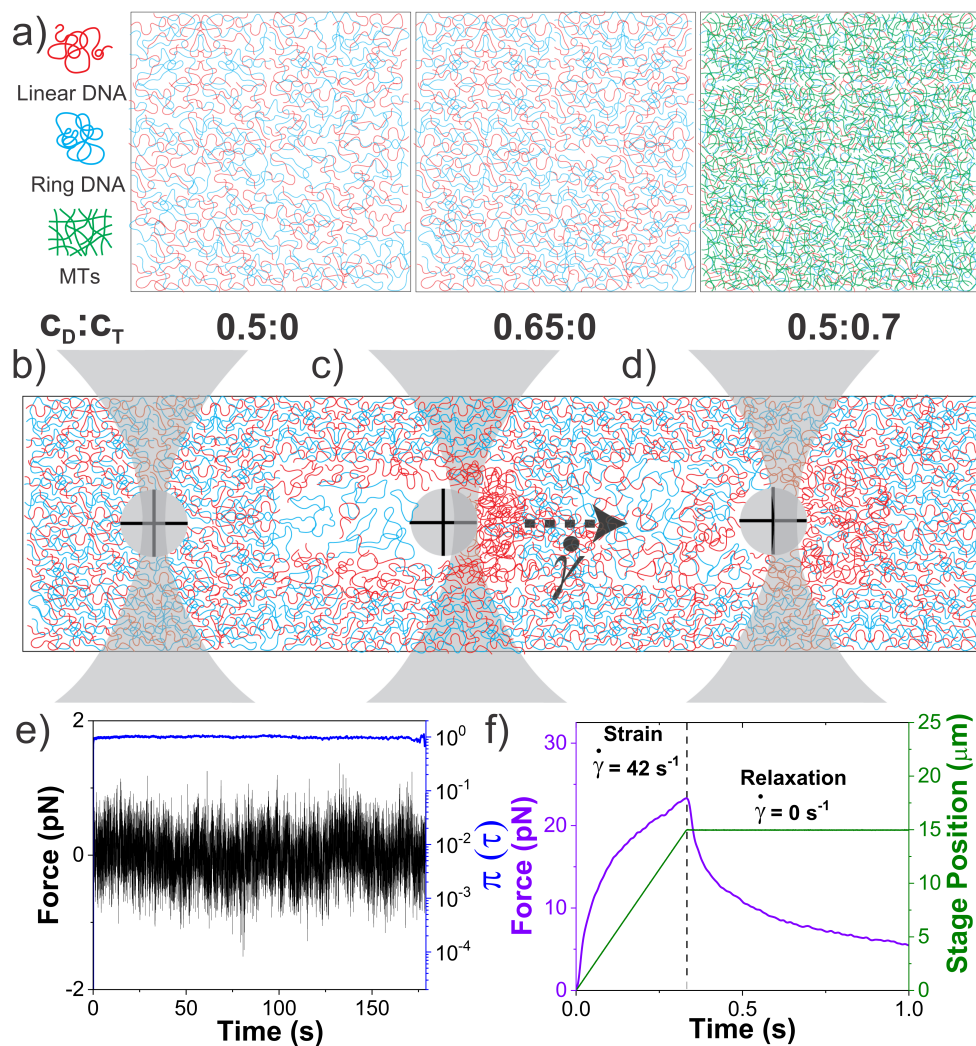 a)
Linear DNA
Ring DNA
MTs
c_D:c_T 0.5:0 0.65:0 0.5:0.7
b) c) d)
γ̇
e) f)
2
0
-2
Force (pN)
10^0
10^-1
10^-2
10^-3
10^-4
π (τ)
0 50 100 150
Time (s)
30
20
10
0
Force (pN)
Strain
γ̇ = 42 s^-1
Relaxation
γ̇ = 0 s^-1
25
20
15
10
5
0
Stage Position (μm)
0.0 0.5 1.0
Time (s)